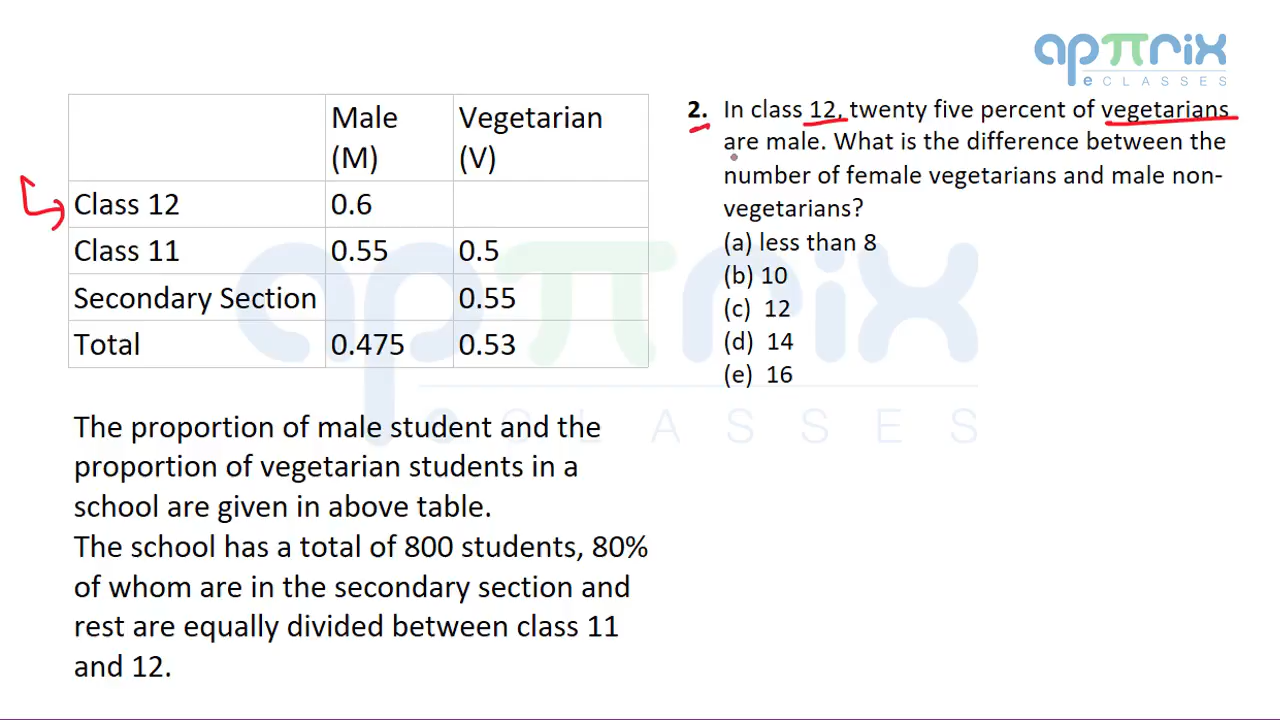 apπrix
eCLASSES
Male (M) Vegetarian (V)
Class 12 0.6
Class 11 0.55 0.5
Secondary Section 0.55
Total 0.475 0.53
The proportion of male student and the
proportion of vegetarian students in a
school are given in above table.
The school has a total of 800 students, 80%
of whom are in the secondary section and
rest are equally divided between class 11
and 12.
2. In class 12, twenty five percent of vegetarians
are male. What is the difference between the
number of female vegetarians and male non-
vegetarians?
(a) less than 8
(b) 10
(c) 12
(d) 14
(e) 16
apπrix
eCLASSES